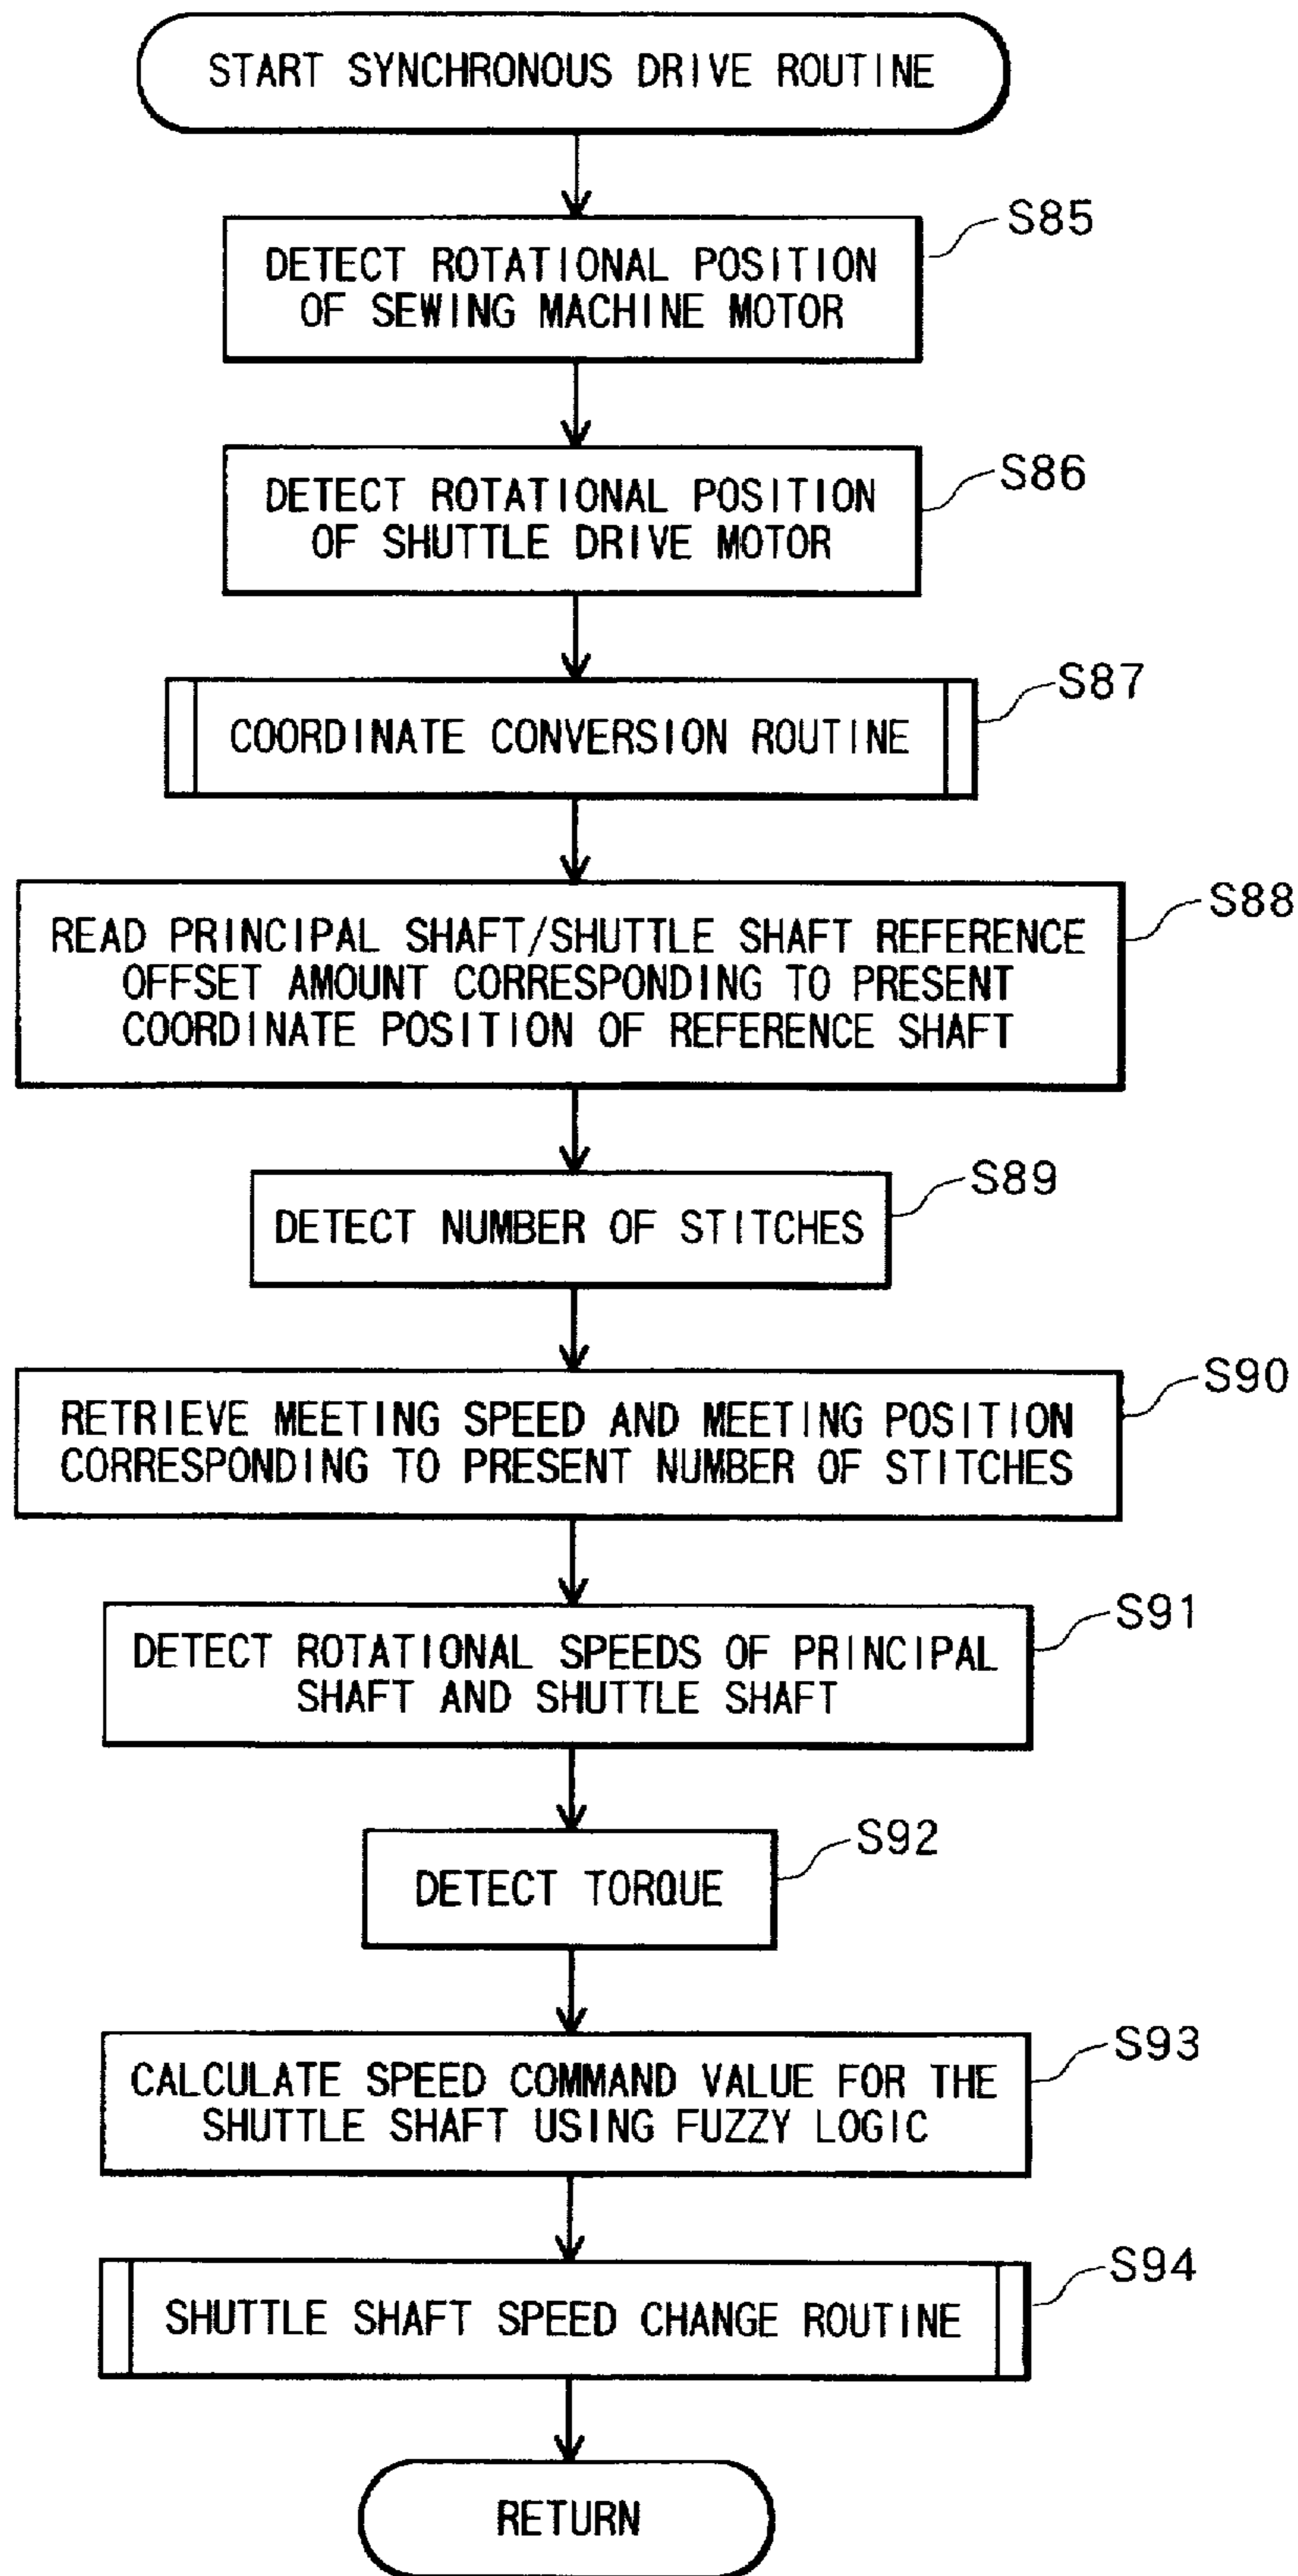 START SYNCHRONOUS DRIVE ROUTINE
S85
DETECT ROTATIONAL POSITION
OF SEWING MACHINE MOTOR
S86
DETECT ROTATIONAL POSITION
OF SHUTTLE DRIVE MOTOR
S87
COORDINATE CONVERSION ROUTINE
S88
READ PRINCIPAL SHAFT/SHUTTLE SHAFT REFERENCE
OFFSET AMOUNT CORRESPONDING TO PRESENT
COORDINATE POSITION OF REFERENCE SHAFT
S89
DETECT NUMBER OF STITCHES
S90
RETRIEVE MEETING SPEED AND MEETING POSITION
CORRESPONDING TO PRESENT NUMBER OF STITCHES
S91
DETECT ROTATIONAL SPEEDS OF PRINCIPAL
SHAFT AND SHUTTLE SHAFT
S92
DETECT TORQUE
S93
CALCULATE SPEED COMMAND VALUE FOR THE
SHUTTLE SHAFT USING FUZZY LOGIC
S94
SHUTTLE SHAFT SPEED CHANGE ROUTINE
RETURN